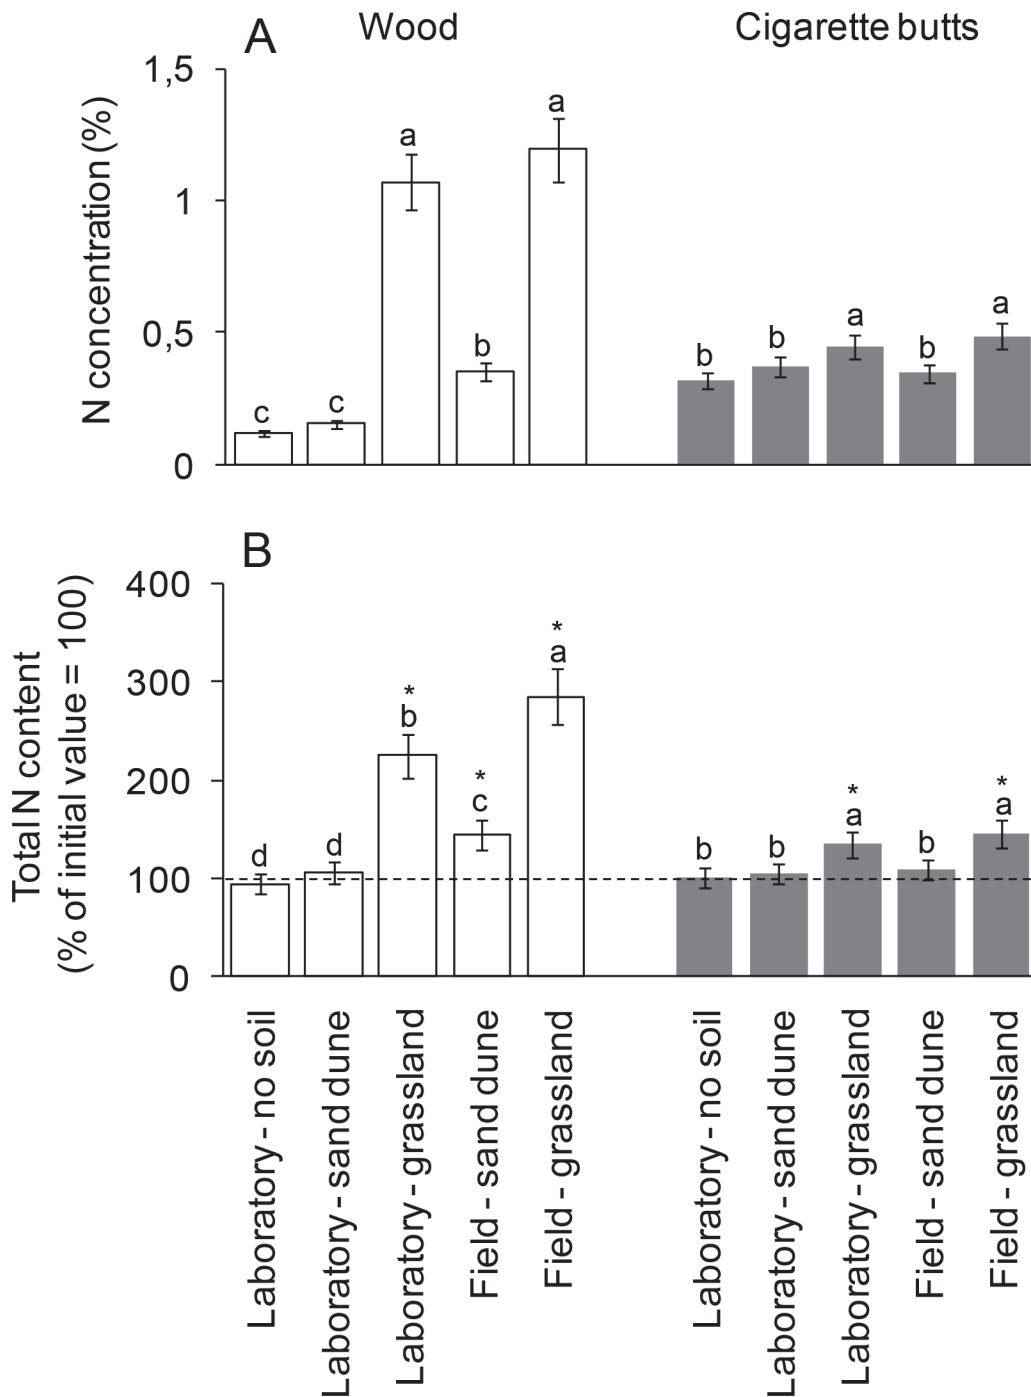 A
Wood
Cigarette butts
N concentration (%)
1,5
1
0,5
0
c
c
a
b
a
b
b
a
b
a
B
Total N content
(% of initial value = 100)
400
300
200
100
0
d
d
*
b
*
c
*
a
b
b
*
a
b
*
a
Laboratory - no soil
Laboratory - sand dune
Laboratory - grassland
Field - sand dune
Field - grassland
Laboratory - no soil
Laboratory - sand dune
Laboratory - grassland
Field - sand dune
Field - grassland